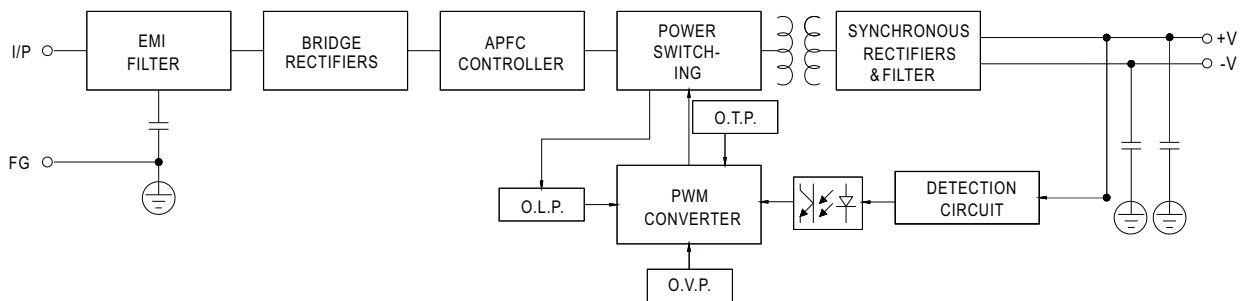 I/P
EMI
FILTER
BRIDGE
RECTIFIERS
APFC
CONTROLLER
POWER
SWITCH-
ING
SYNCHRONOUS
RECTIFIERS
& FILTER
+V
-V
FG
O.T.P.
O.L.P.
PWM
CONVERTER
DETECTION
CIRCUIT
O.V.P.